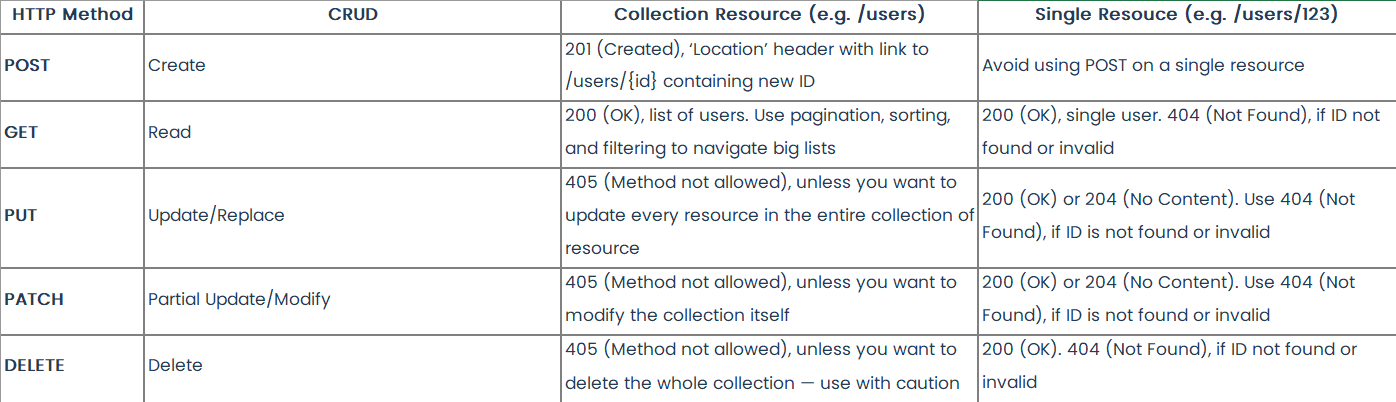 HTTP Method CRUD Collection Resource (e.g. /users) Single Resouce (e.g. /users/123)
POST Create 201 (Created), ‘Location’ header with link to
/users/{id} containing new ID Avoid using POST on a single resource
GET Read 200 (OK), list of users. Use pagination, sorting,
and filtering to navigate big lists 200 (OK), single user. 404 (Not Found), if ID not
found or invalid
PUT Update/Replace 405 (Method not allowed), unless you want to
update every resource in the entire collection of
resource 200 (OK) or 204 (No Content). Use 404 (Not
Found), if ID is not found or invalid
PATCH Partial Update/Modify 405 (Method not allowed), unless you want to
modify the collection itself 200 (OK) or 204 (No Content). Use 404 (Not
Found), if ID is not found or invalid
DELETE Delete 405 (Method not allowed), unless you want to
delete the whole collection — use with caution 200 (OK). 404 (Not Found), if ID not found or
invalid